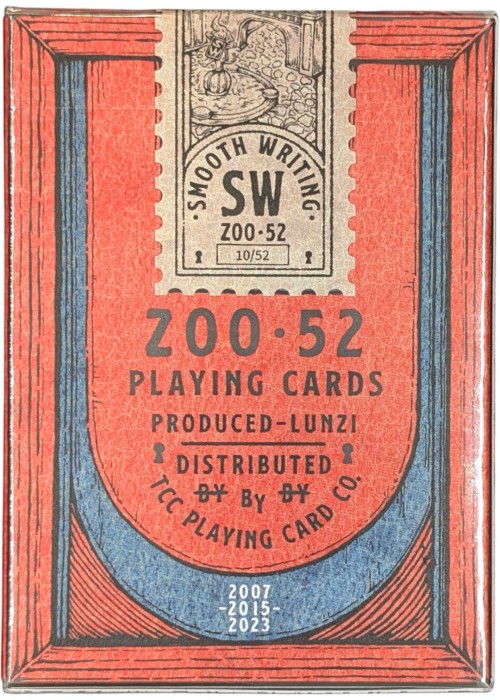 ·SMOOTH WRITING·
SW
ZOO·52
10/52
ZOO·52
PLAYING CARDS
PRODUCED-LUNZI
DISTRIBUTED
BY BY BY
TCC PLAYING CARD CO.
2007
-2015-
2023